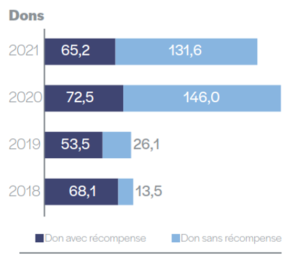 Dons
2021 65,2 131,6
2020 72,5 146,0
2019 53,5 26,1
2018 68,1 13,5
Don avec récompense Don sans récompense